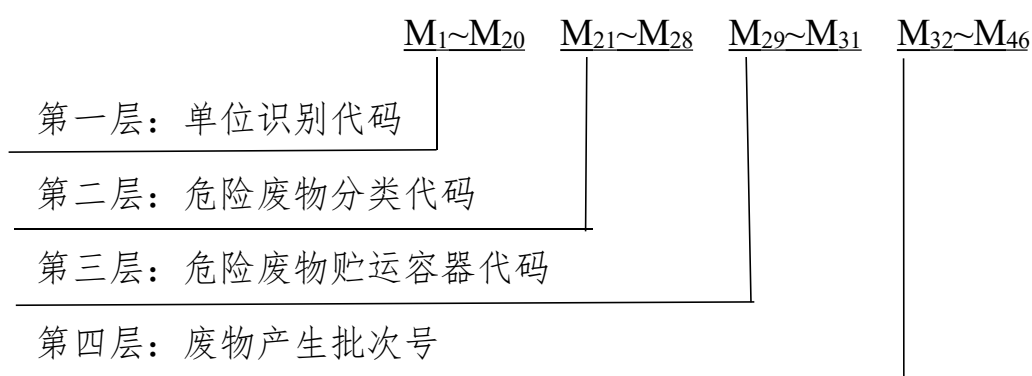 M₁~M₂₀ M₂₁~M₂₈ M₂₉~M₃₁ M₃₂~M₄₆
第一层：单位识别代码
第二层：危险废物分类代码
第三层：危险废物贮运容器代码
第四层：废物产生批次号